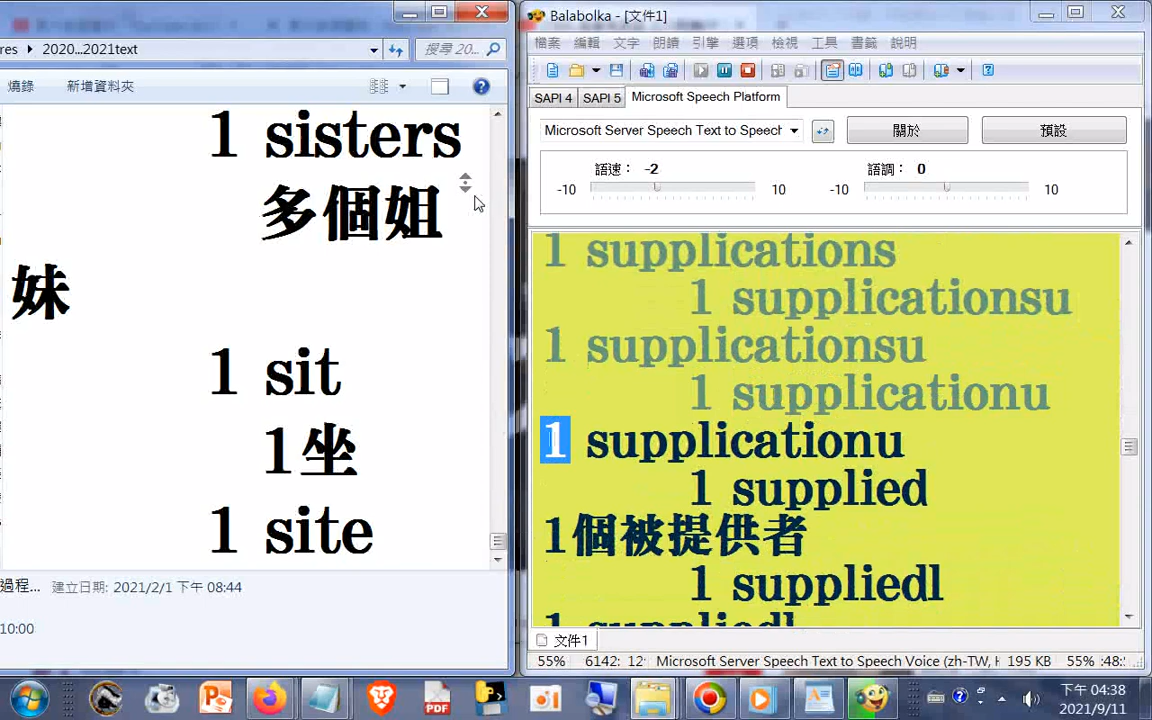 res ▸ 2020...2021text
搜尋 20...
燒錄 新增資料夾
1 sisters
多個姐
妹
1 sit
1坐
1 site
過程... 建立日期: 2021/2/1 下午 08:44
10:00
Balabolka - [文件1]
檔案 編輯 文字 朗讀 引擎 選項 檢視 工具 書籤 說明
SAPI 4 SAPI 5 Microsoft Speech Platform
Microsoft Server Speech Text to Speech
關於 預設
語速: -2 語調: 0
-10 10 -10 10
1 supplications
1 supplicationsu
1 supplicationsu
1 supplicationu
1 supplicationu
1 supplied
1個被提供者
1 suppliedl
1 suppliedl
文件1
55% 6142: 12 Microsoft Server Speech Text to Speech Voice (zh-TW, H 195 KB 55% :48:
PDF
下午 04:38
2021/9/11